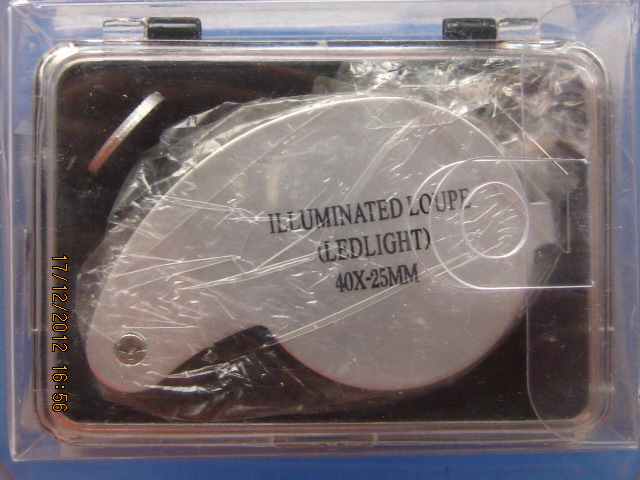 ILLUMINATED LOUPE
(LEDLIGHT)
40X-25MM
17/12/2012 16:56